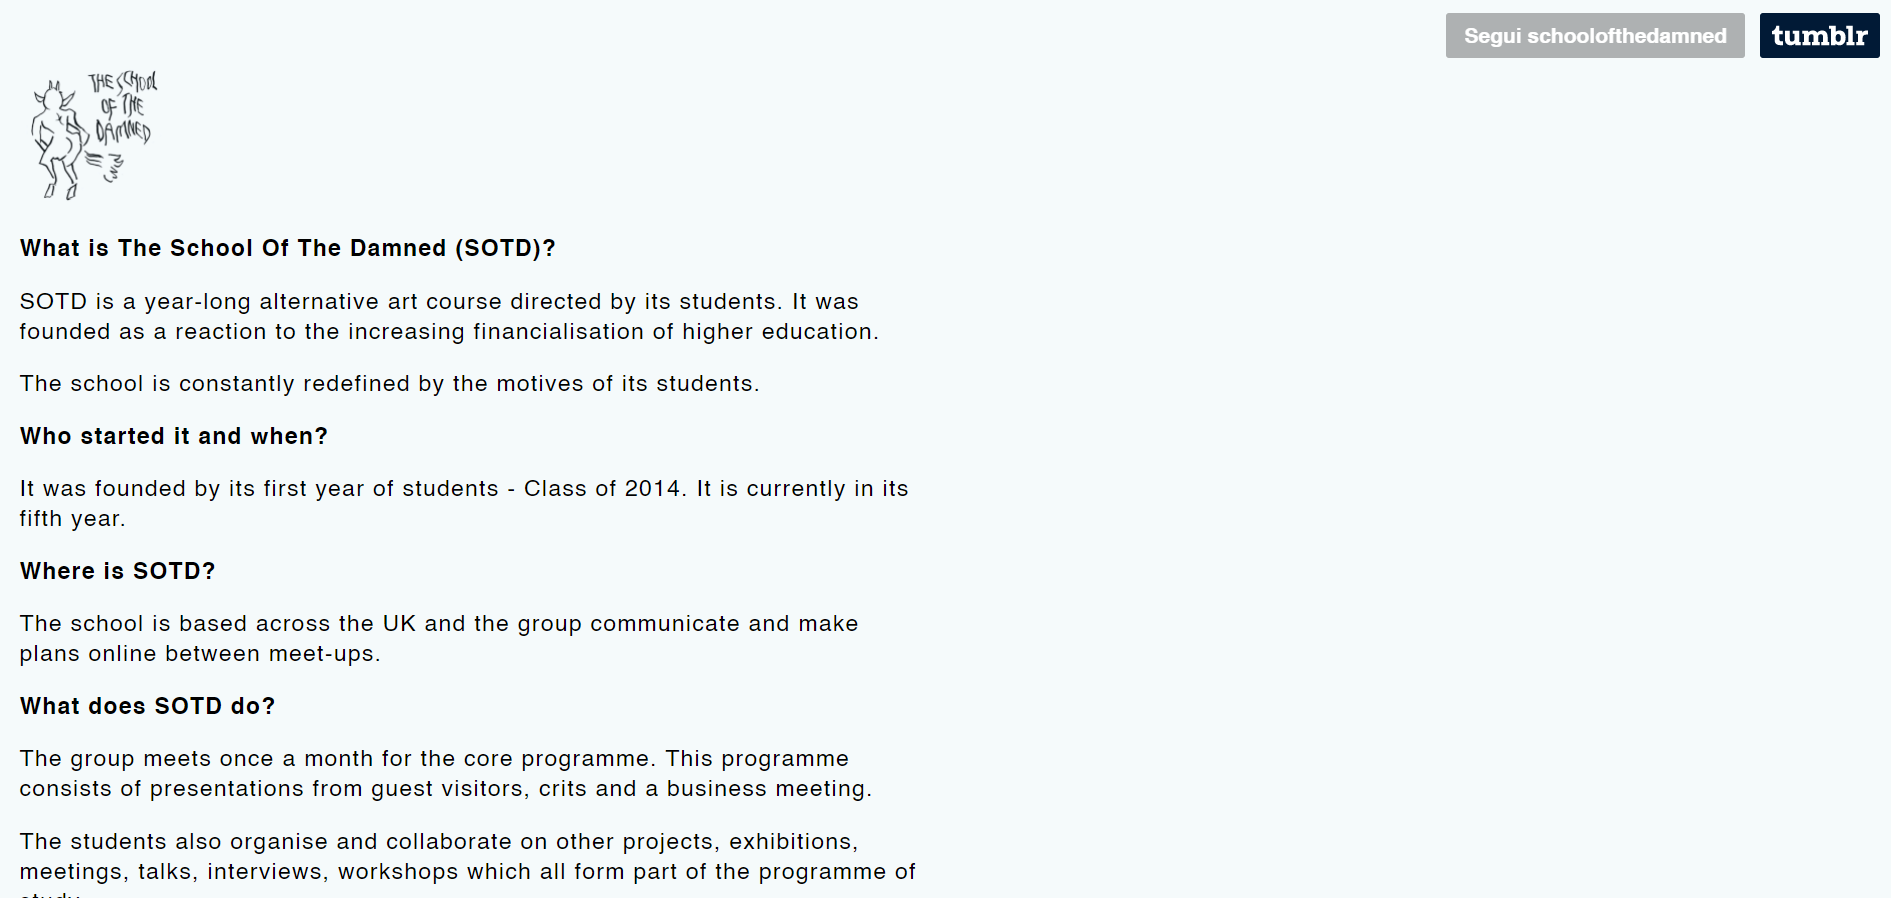 Segui schoolofthedamned
tumblr
THE SCHOOL
OF THE
DAMNED
What is The School Of The Damned (SOTD)?
SOTD is a year-long alternative art course directed by its students. It was
founded as a reaction to the increasing financialisation of higher education.
The school is constantly redefined by the motives of its students.
Who started it and when?
It was founded by its first year of students - Class of 2014. It is currently in its
fifth year.
Where is SOTD?
The school is based across the UK and the group communicate and make
plans online between meet-ups.
What does SOTD do?
The group meets once a month for the core programme. This programme
consists of presentations from guest visitors, crits and a business meeting.
The students also organise and collaborate on other projects, exhibitions,
meetings, talks, interviews, workshops which all form part of the programme of